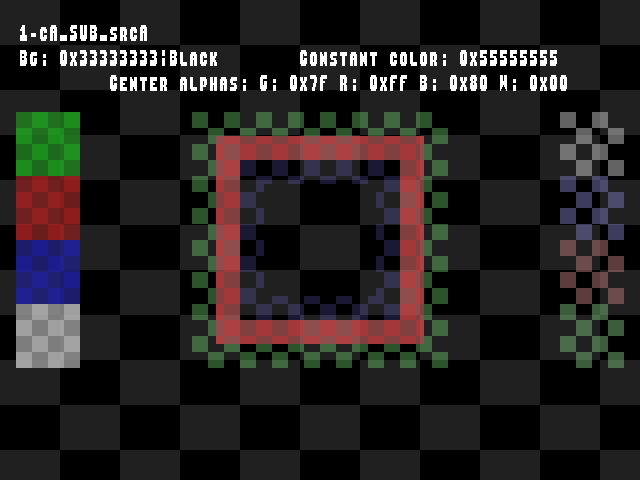 1-cA_SUB_srcA
Bg: 0x33333333¦Black Constant color: 0x55555555
Center alphas: G: 0x7f R: 0xff B: 0x80 W: 0x00